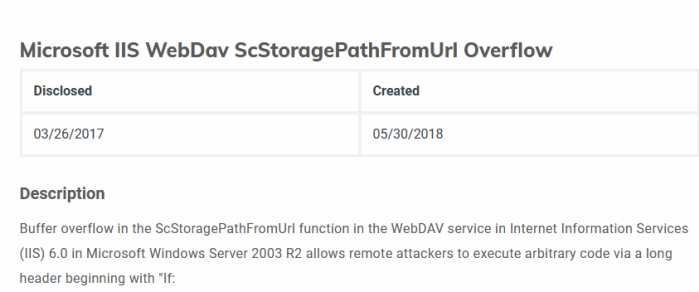 Microsoft IIS WebDav ScStoragePathFromUrl Overflow
Disclosed Created
03/26/2017 05/30/2018
Description
Buffer overflow in the ScStoragePathFromUrl function in the WebDAV service in Internet Information Services
(IIS) 6.0 in Microsoft Windows Server 2003 R2 allows remote attackers to execute arbitrary code via a long
header beginning with "If: